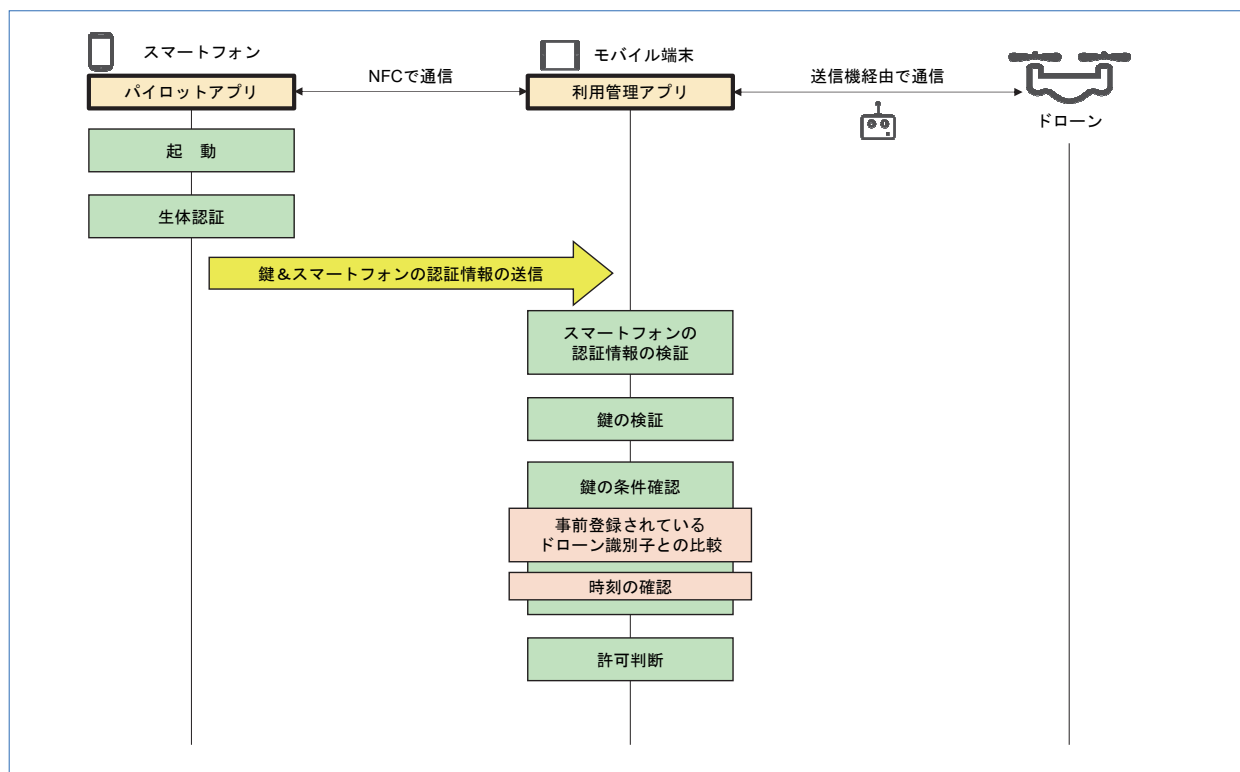 スマートフォン
モバイル端末
パイロットアプリ
NFCで通信
利用管理アプリ
送信機経由で通信
ドローン
起　動
生体認証
鍵＆スマートフォンの認証情報の送信
スマートフォンの
認証情報の検証
鍵の検証
鍵の条件確認
事前登録されている
ドローン識別子との比較
時刻の確認
許可判断